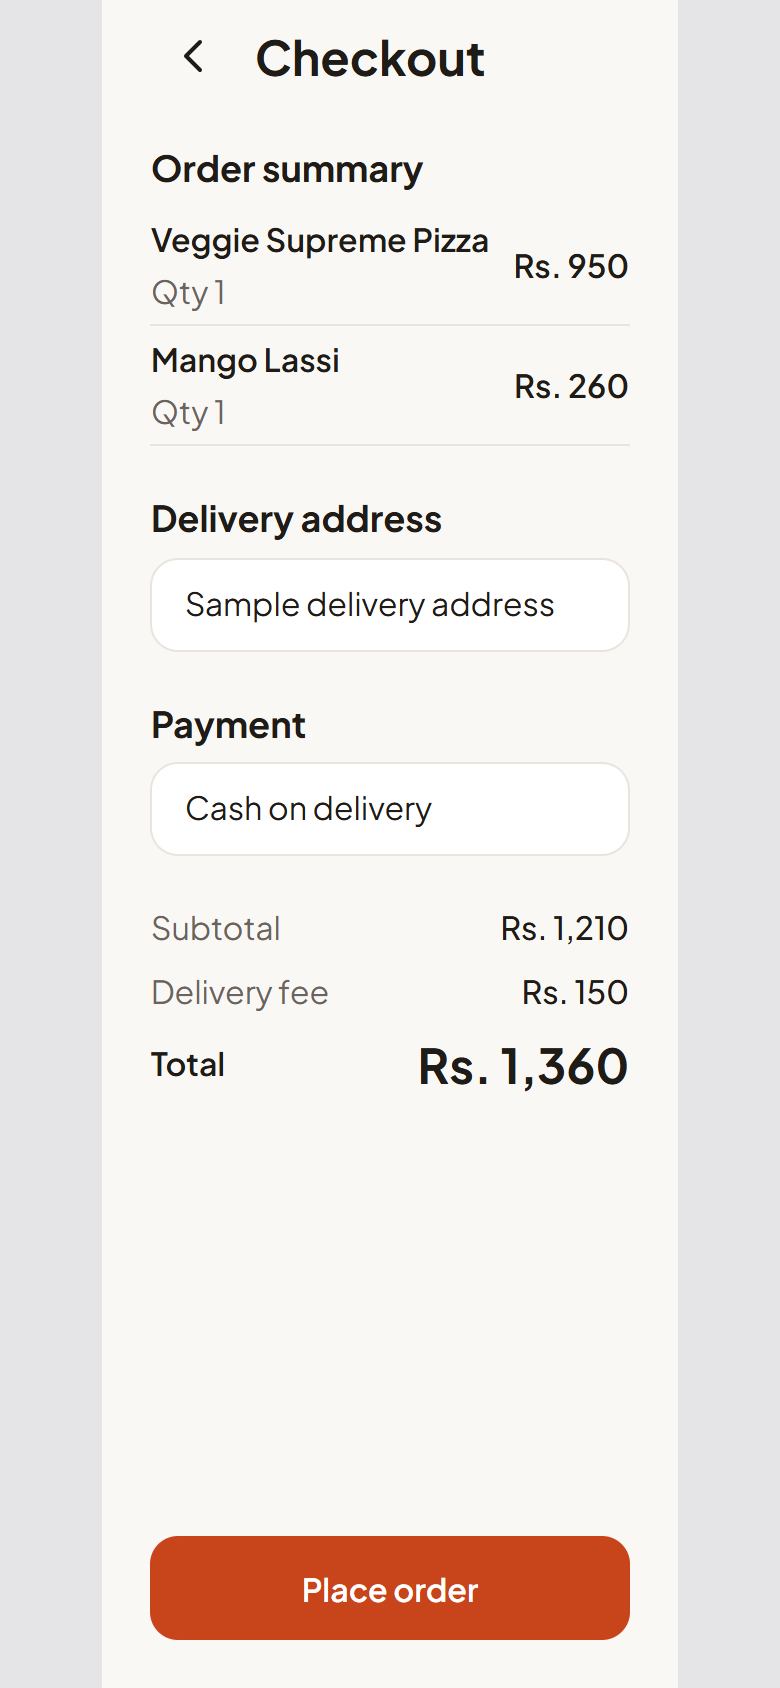 Checkout
Order summary
Veggie Supreme Pizza
Rs. 950
Qty 1
Mango Lassi
Rs. 260
Qty 1
Delivery address
Sample delivery address
Payment
Cash on delivery
Subtotal Rs. 1,210
Delivery fee Rs. 150
Total Rs. 1,360
Place order